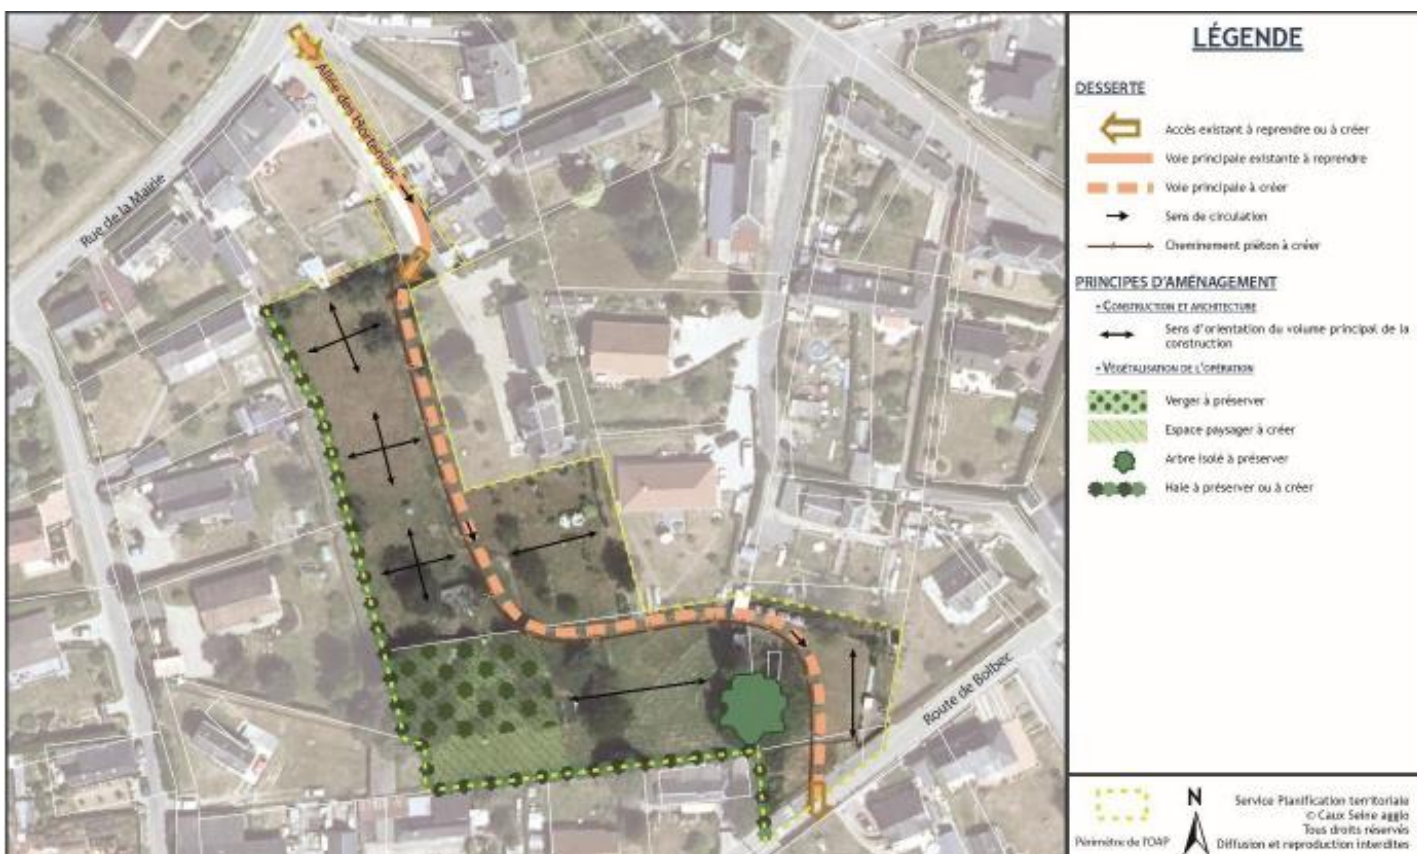 Allée des Hortensias
Rue de la Mairie
Route de Bolbec
LÉGENDE
DESSERTE
Accès existant à reprendre ou à créer
Voie principale existante à reprendre
Voie principale à créer
Sens de circulation
Cheminement piéton à créer
PRINCIPES D'AMÉNAGEMENT
- CONSTRUCTION ET ARCHITECTURE
Sens d'orientation du volume principal de la
construction
- VÉGÉTALISATION DE L'OPÉRATION
Verger à préserver
Espace paysager à créer
Arbre isolé à préserver
Haie à préserver ou à créer
Périmètre de l'OAP
N
Service Planification territoriale
© Caux Seine agglo
Tous droits réservés
Diffusion et reproduction interdites